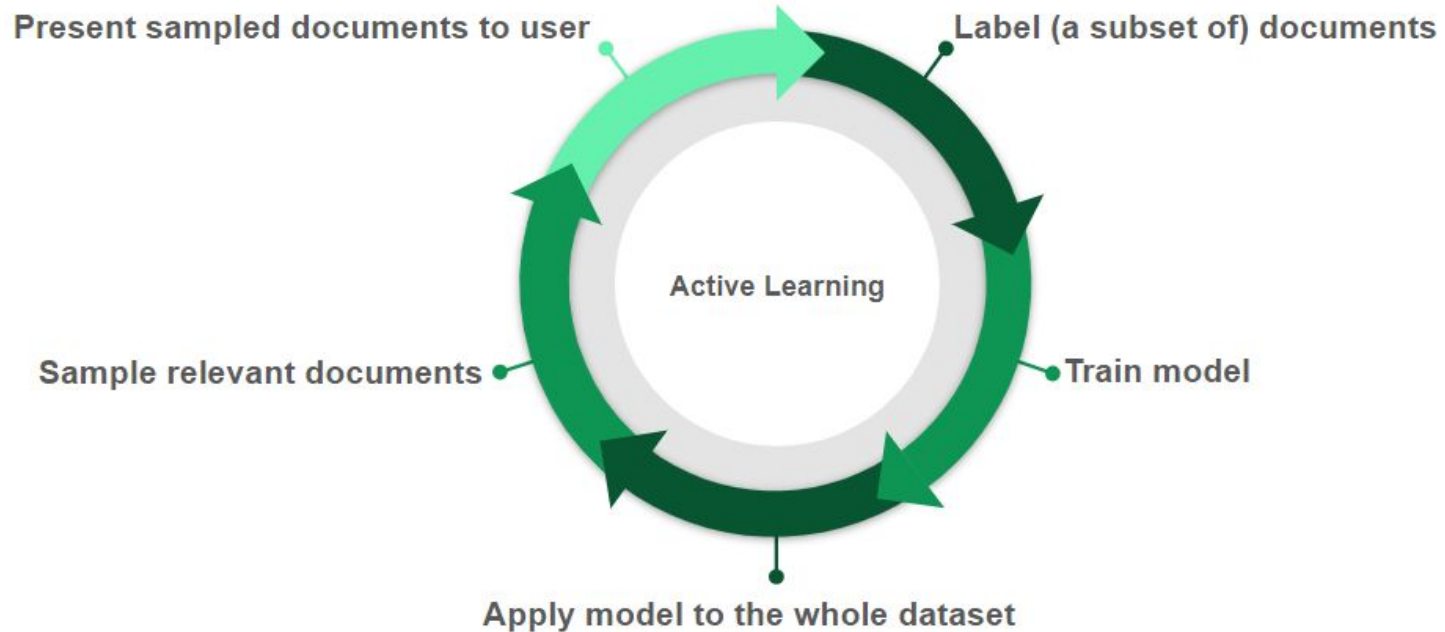 Present sampled documents to user
Label (a subset of) documents
Active Learning
Sample relevant documents
Train model
Apply model to the whole dataset